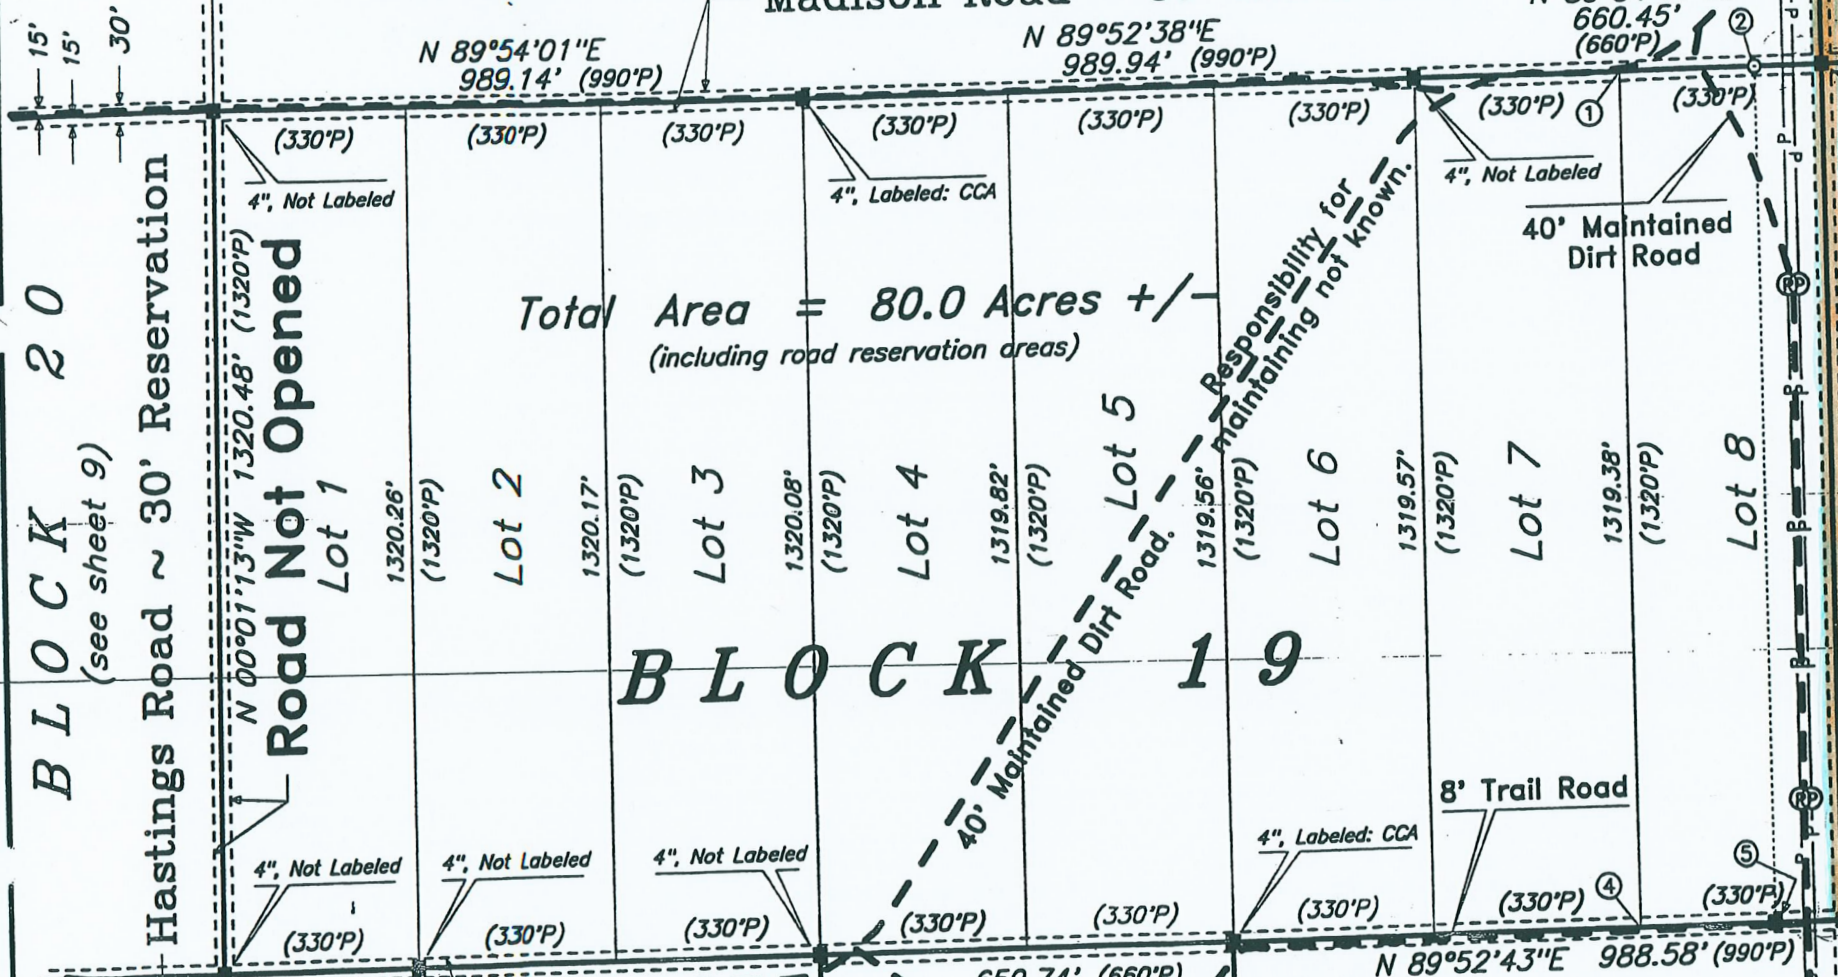 Madison Road
15'
15'
30'
N 89°54'01"E
989.14' (990'P)
N 89°52'38"E
989.94' (990'P)
660.45'
(660'P)
2
(330'P)
(330'P)
(330'P)
(330'P)
(330'P)
(330'P)
(330'P)
1
(330'P)
4", Not Labeled
4", Labeled: CCA
4", Not Labeled
40' Maintained
Dirt Road
RP
BLOCK 20
(see sheet 9)
Hastings Road ~ 30' Reservation
N 00°01'13"W 1320.48' (1320'P)
Road Not Opened
Total Area = 80.0 Acres +/-
(including road reservation areas)
Responsibility for
maintaining not known.
40' Maintained Dirt Road.
Lot 1
1320.26'
(1320'P)
Lot 2
1320.17'
(1320'P)
Lot 3
1320.08'
(1320'P)
Lot 4
1319.82'
(1320'P)
Lot 5
1319.56'
(1320'P)
Lot 6
1319.57'
(1320'P)
Lot 7
1319.38'
(1320'P)
Lot 8
BLOCK 19
8' Trail Road
RP
4", Not Labeled
4", Not Labeled
4", Not Labeled
4", Labeled: CCA
5
4
(330'P)
(330'P)
(330'P)
(330'P)
(330'P)
(330'P)
(330'P)
(330'P)
(660'P)
N 89°52'43"E 988.58' (990'P)